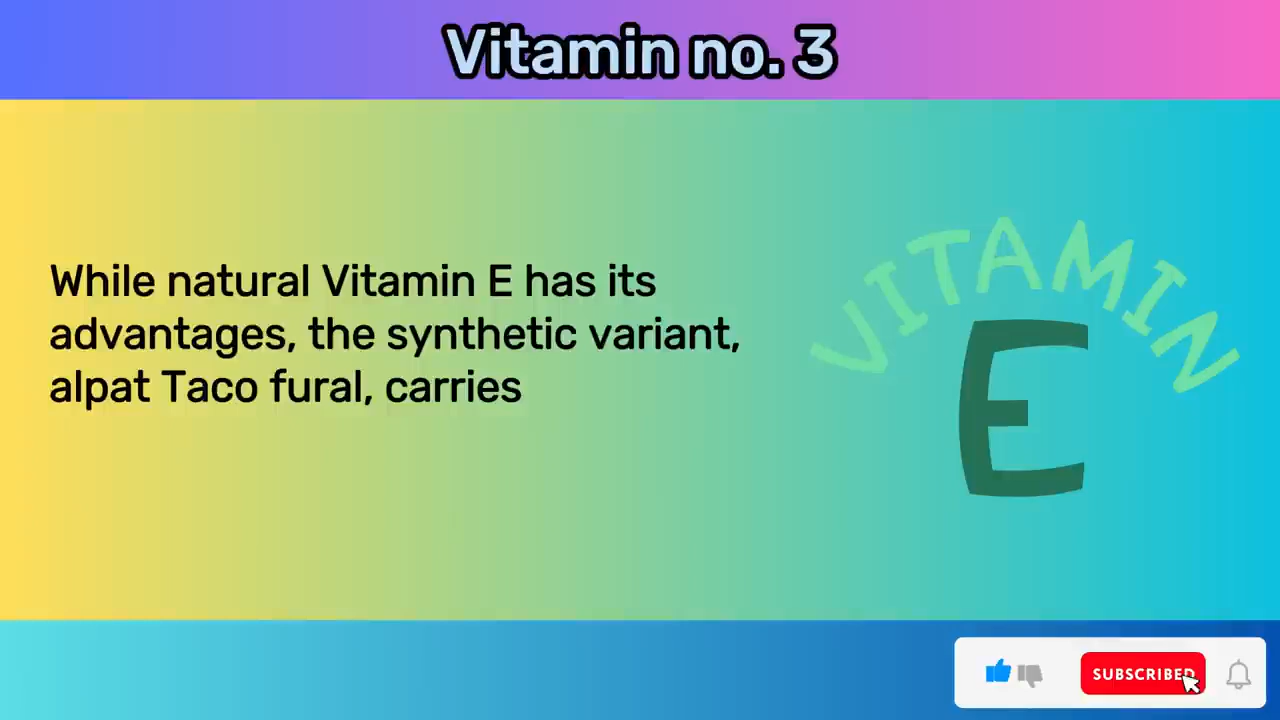 Vitamin no. 3
While natural Vitamin E has its
advantages, the synthetic variant,
alpat Taco fural, carries
VITAMIN
E
SUBSCRIBED